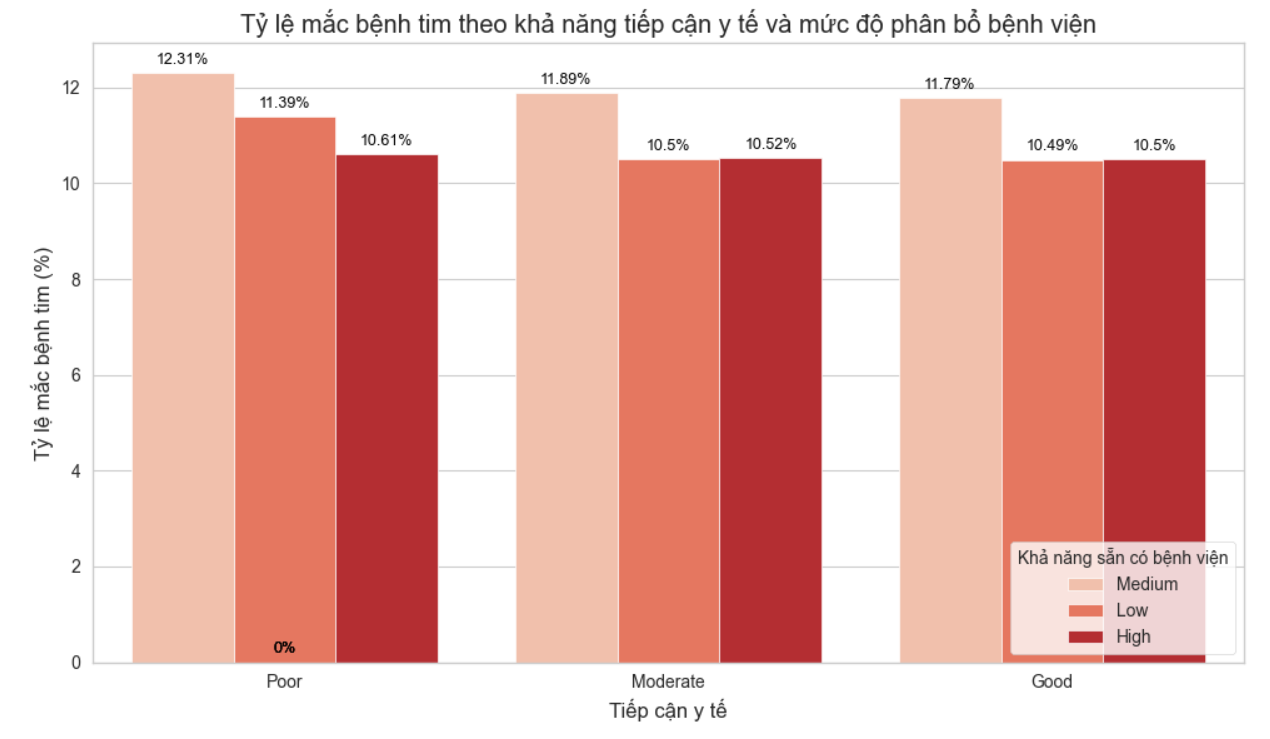 Tỷ lệ mắc bệnh tim theo khả năng tiếp cận y tế và mức độ phân bổ bệnh viện
Tỷ lệ mắc bệnh tim (%)
12
10
8
6
4
2
0
12.31%
11.39%
10.61%
0%
11.89%
10.5%
10.52%
11.79%
10.49%
10.5%
Khả năng sẵn có bệnh viện
Medium
Low
High
Poor
Moderate
Good
Tiếp cận y tế